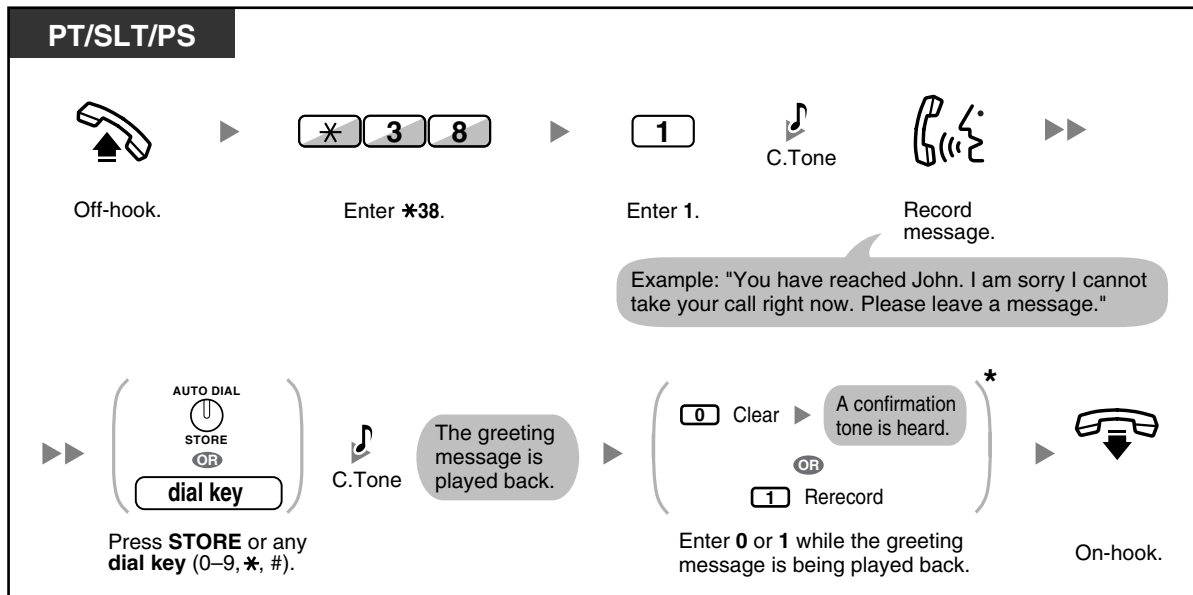 PT/SLT/PS
* 3 8
1
C.Tone
Off-hook.
Enter *38.
Enter 1.
Record
message.
Example: "You have reached John. I am sorry I cannot
take your call right now. Please leave a message."
AUTO DIAL
STORE
OR
dial key
C.Tone
The greeting
message is
played back.
0 Clear
A confirmation
tone is heard.
*
OR
1 Rerecord
Press STORE or any
dial key (0–9, *, #).
Enter 0 or 1 while the greeting
message is being played back.
On-hook.